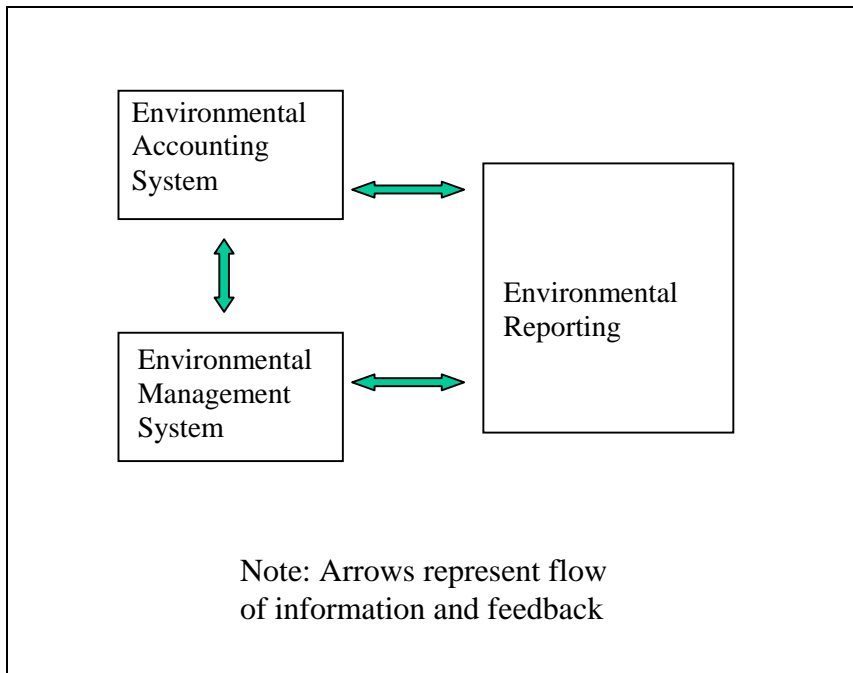 Environmental
Accounting
System
Environmental
Reporting
Environmental
Management
System
Note: Arrows represent flow
of information and feedback